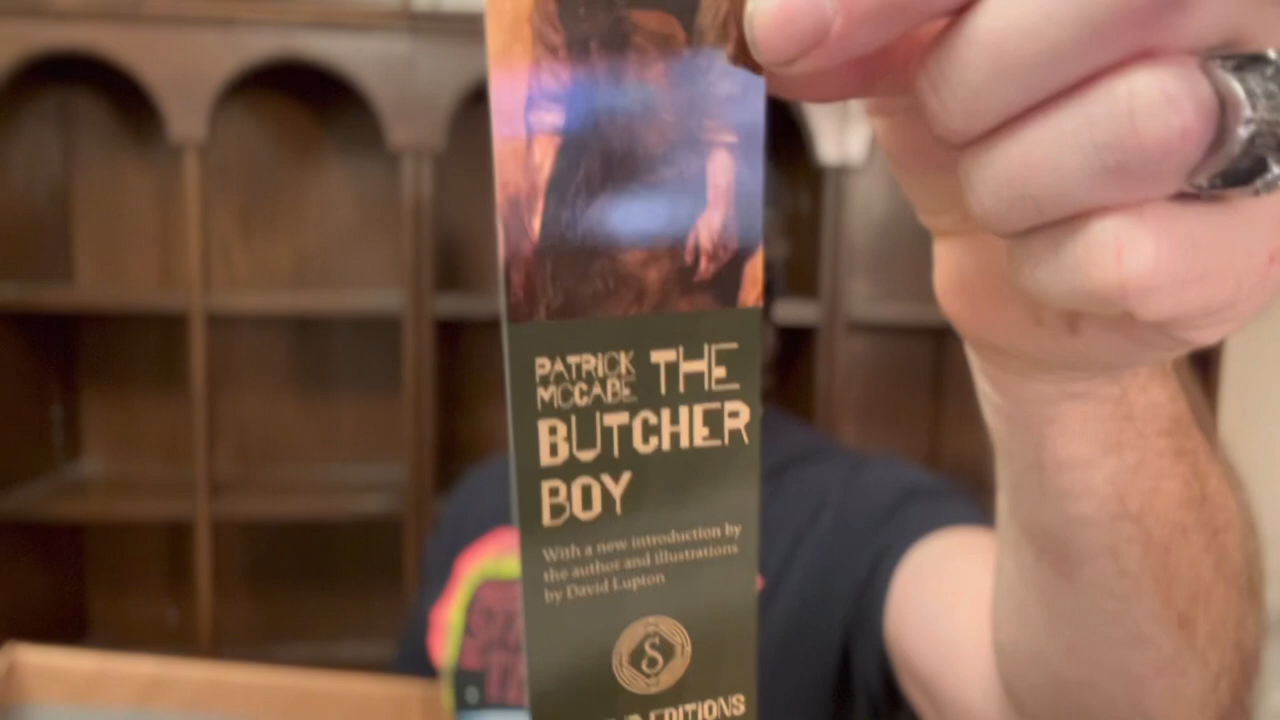 PATRICK
MCCABE
THE
BUTCHER
BOY
With a new introduction by
the author and illustrations
by David Lupton
S
EDITIONS